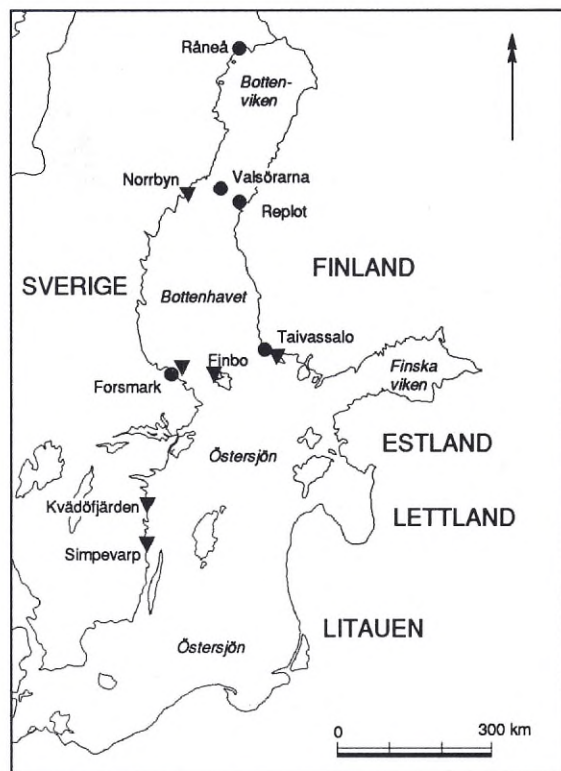 Råneå
Botten-
viken
Norrbyn
Valsörarna
Replot
SVERIGE
FINLAND
Bottenhavet
Taivassalo
Finbo
Finska
viken
Forsmark
ESTLAND
Östersjön
Kvädöfjärden
LETTLAND
Simpevarp
LITAUEN
Östersjön
0 300 km